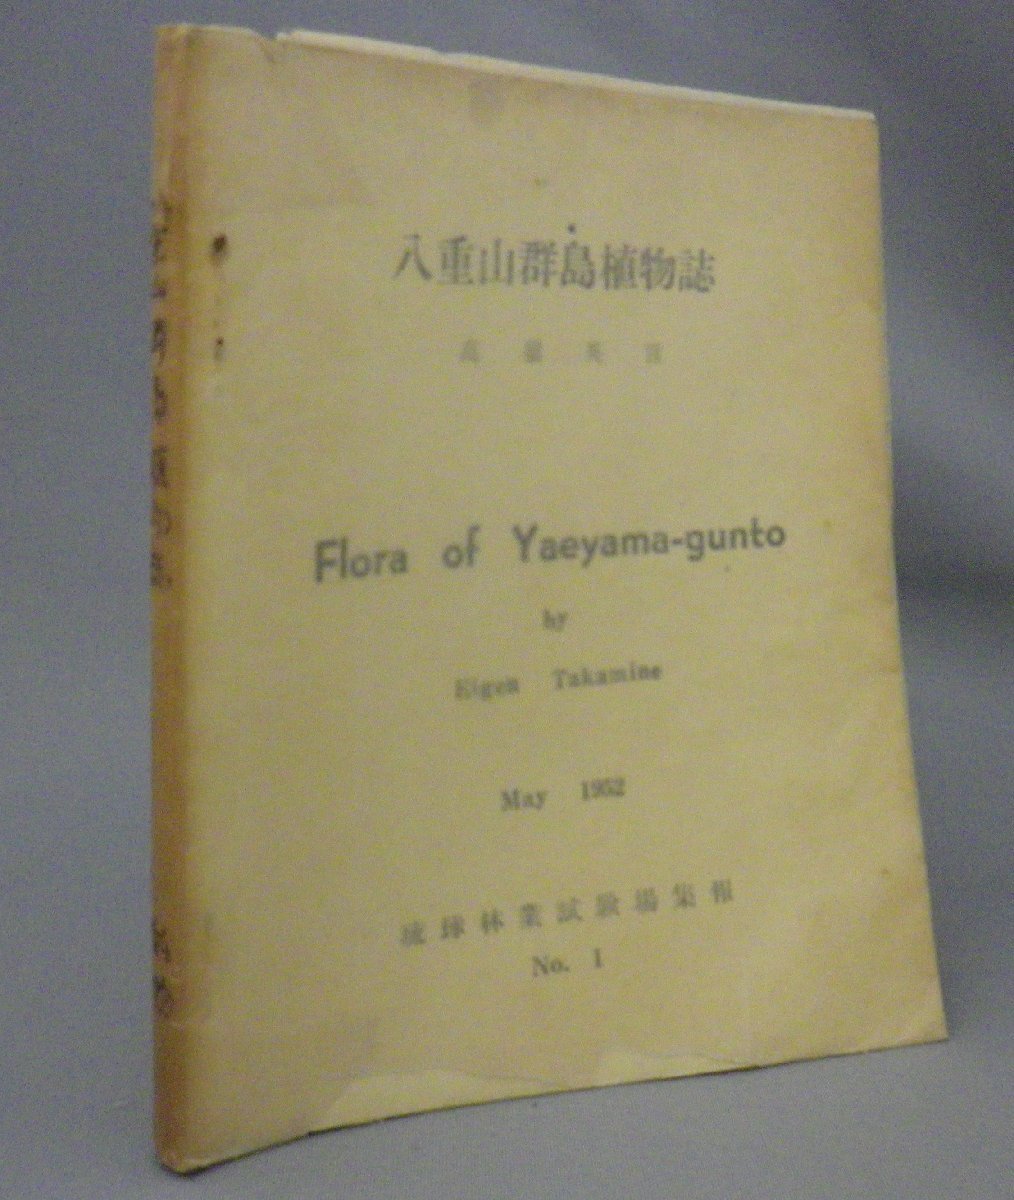 八重山群島植物誌
高嶺英言
Flora of Yaeyama-gunto
by
Eigen Takamine
May 1952
琉球林業試験場集報
No. 1